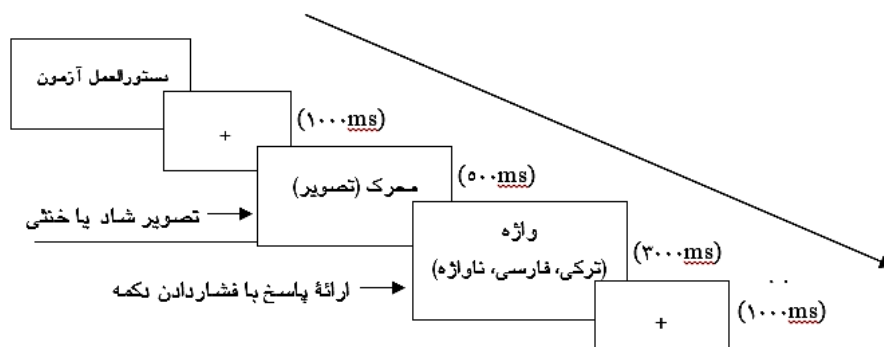 دستورالعمل آزمون
+
(۱۰۰۰ms)
محرک (تصویر)
(۵۰۰ms)
تصویر شاد یا خنثی
واژه
(ترکی، فارسی، ناواژه)
(۳۰۰۰ms)
ارائهٔ پاسخ با فشاردادن دکمه
+
(۱۰۰۰ms)